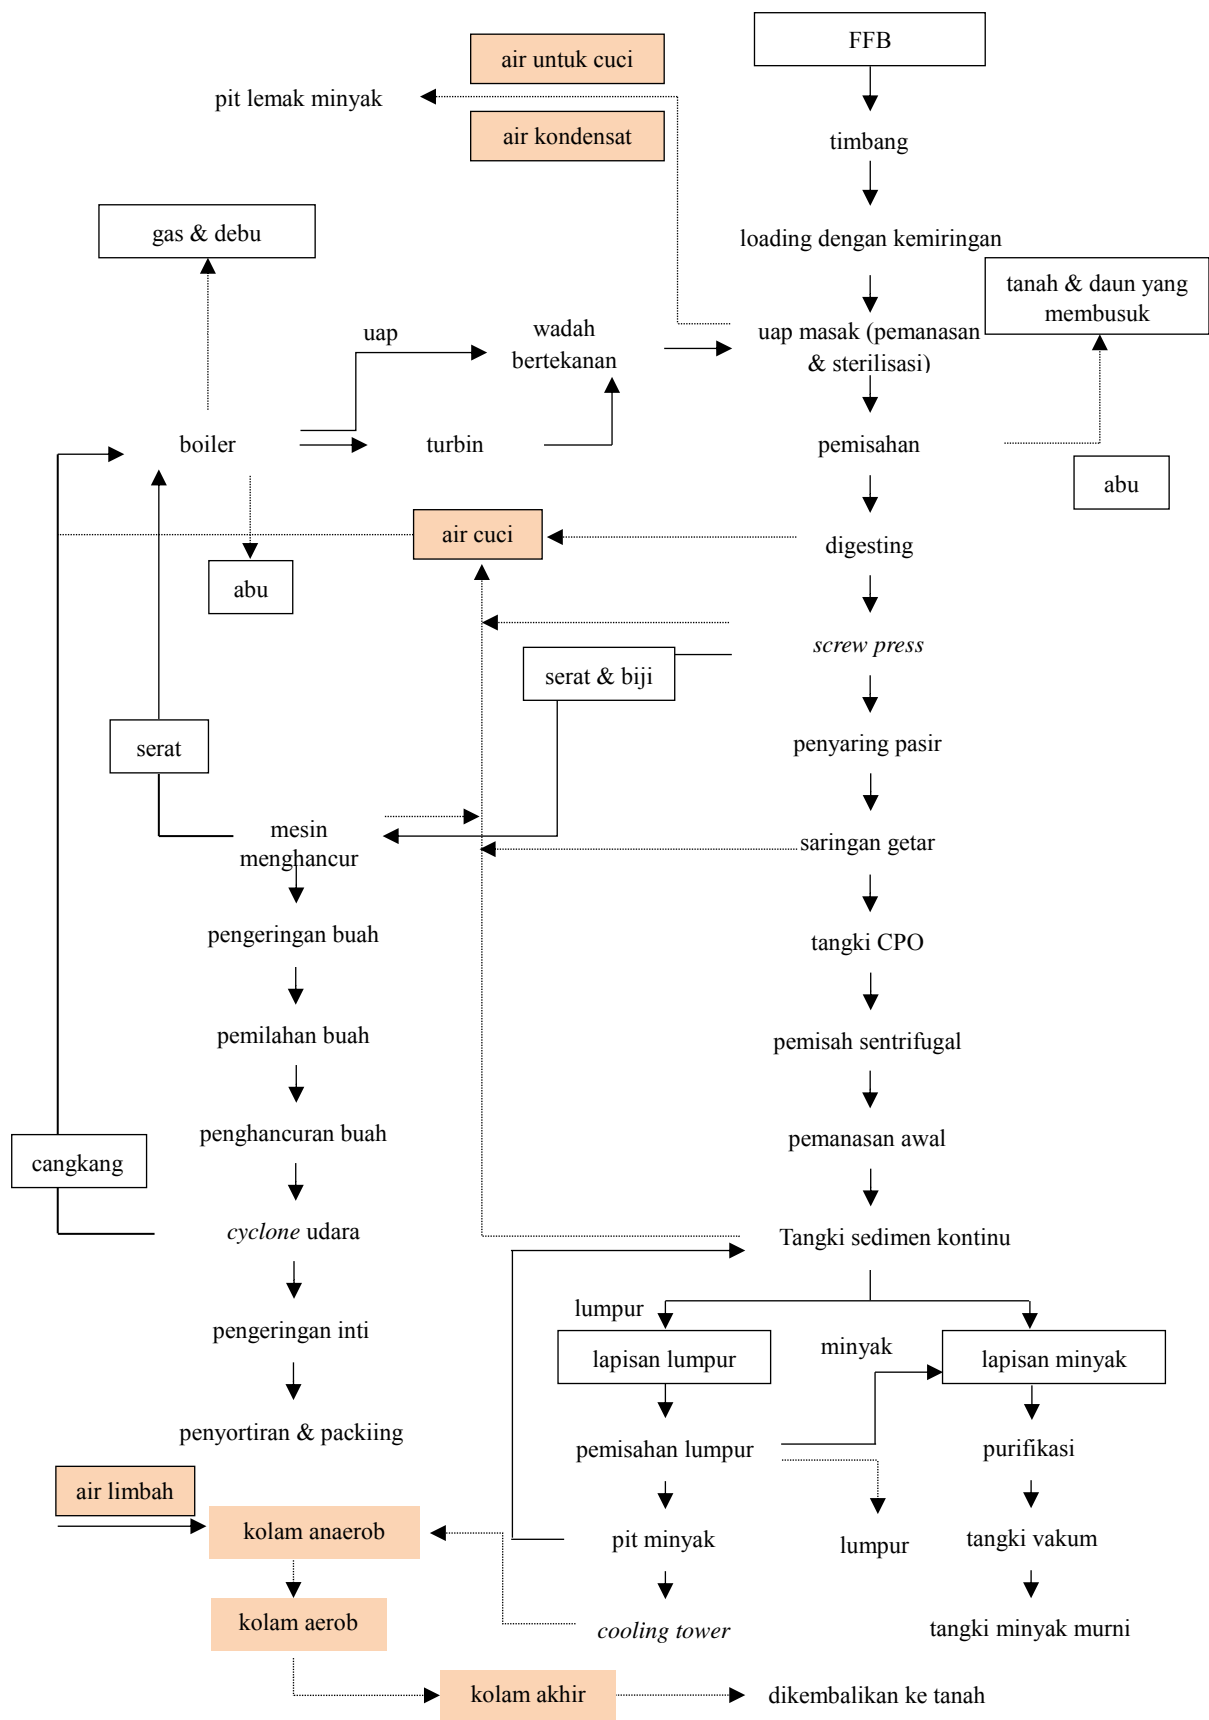 FFB
air untuk cuci
pit lemak minyak
air kondensat
timbang
gas & debu
loading dengan kemiringan
tanah & daun yang
membusuk
uap
wadah
bertekanan
uap masak (pemanasan
& sterilisasi)
boiler
turbin
pemisahan
abu
air cuci
digesting
abu
screw press
serat & biji
serat
penyaring pasir
mesin
menghancur
saringan getar
pengeringan buah
tangki CPO
pemilahan buah
pemisah sentrifugal
penghancuran buah
pemanasan awal
cangkang
cyclone udara
Tangki sedimen kontinu
lumpur
pengeringan inti
lapisan lumpur
minyak
lapisan minyak
penyortiran & packiing
pemisahan lumpur
purifikasi
air limbah
kolam anaerob
pit minyak
lumpur
tangki vakum
kolam aerob
cooling tower
tangki minyak murni
kolam akhir
dikembalikan ke tanah